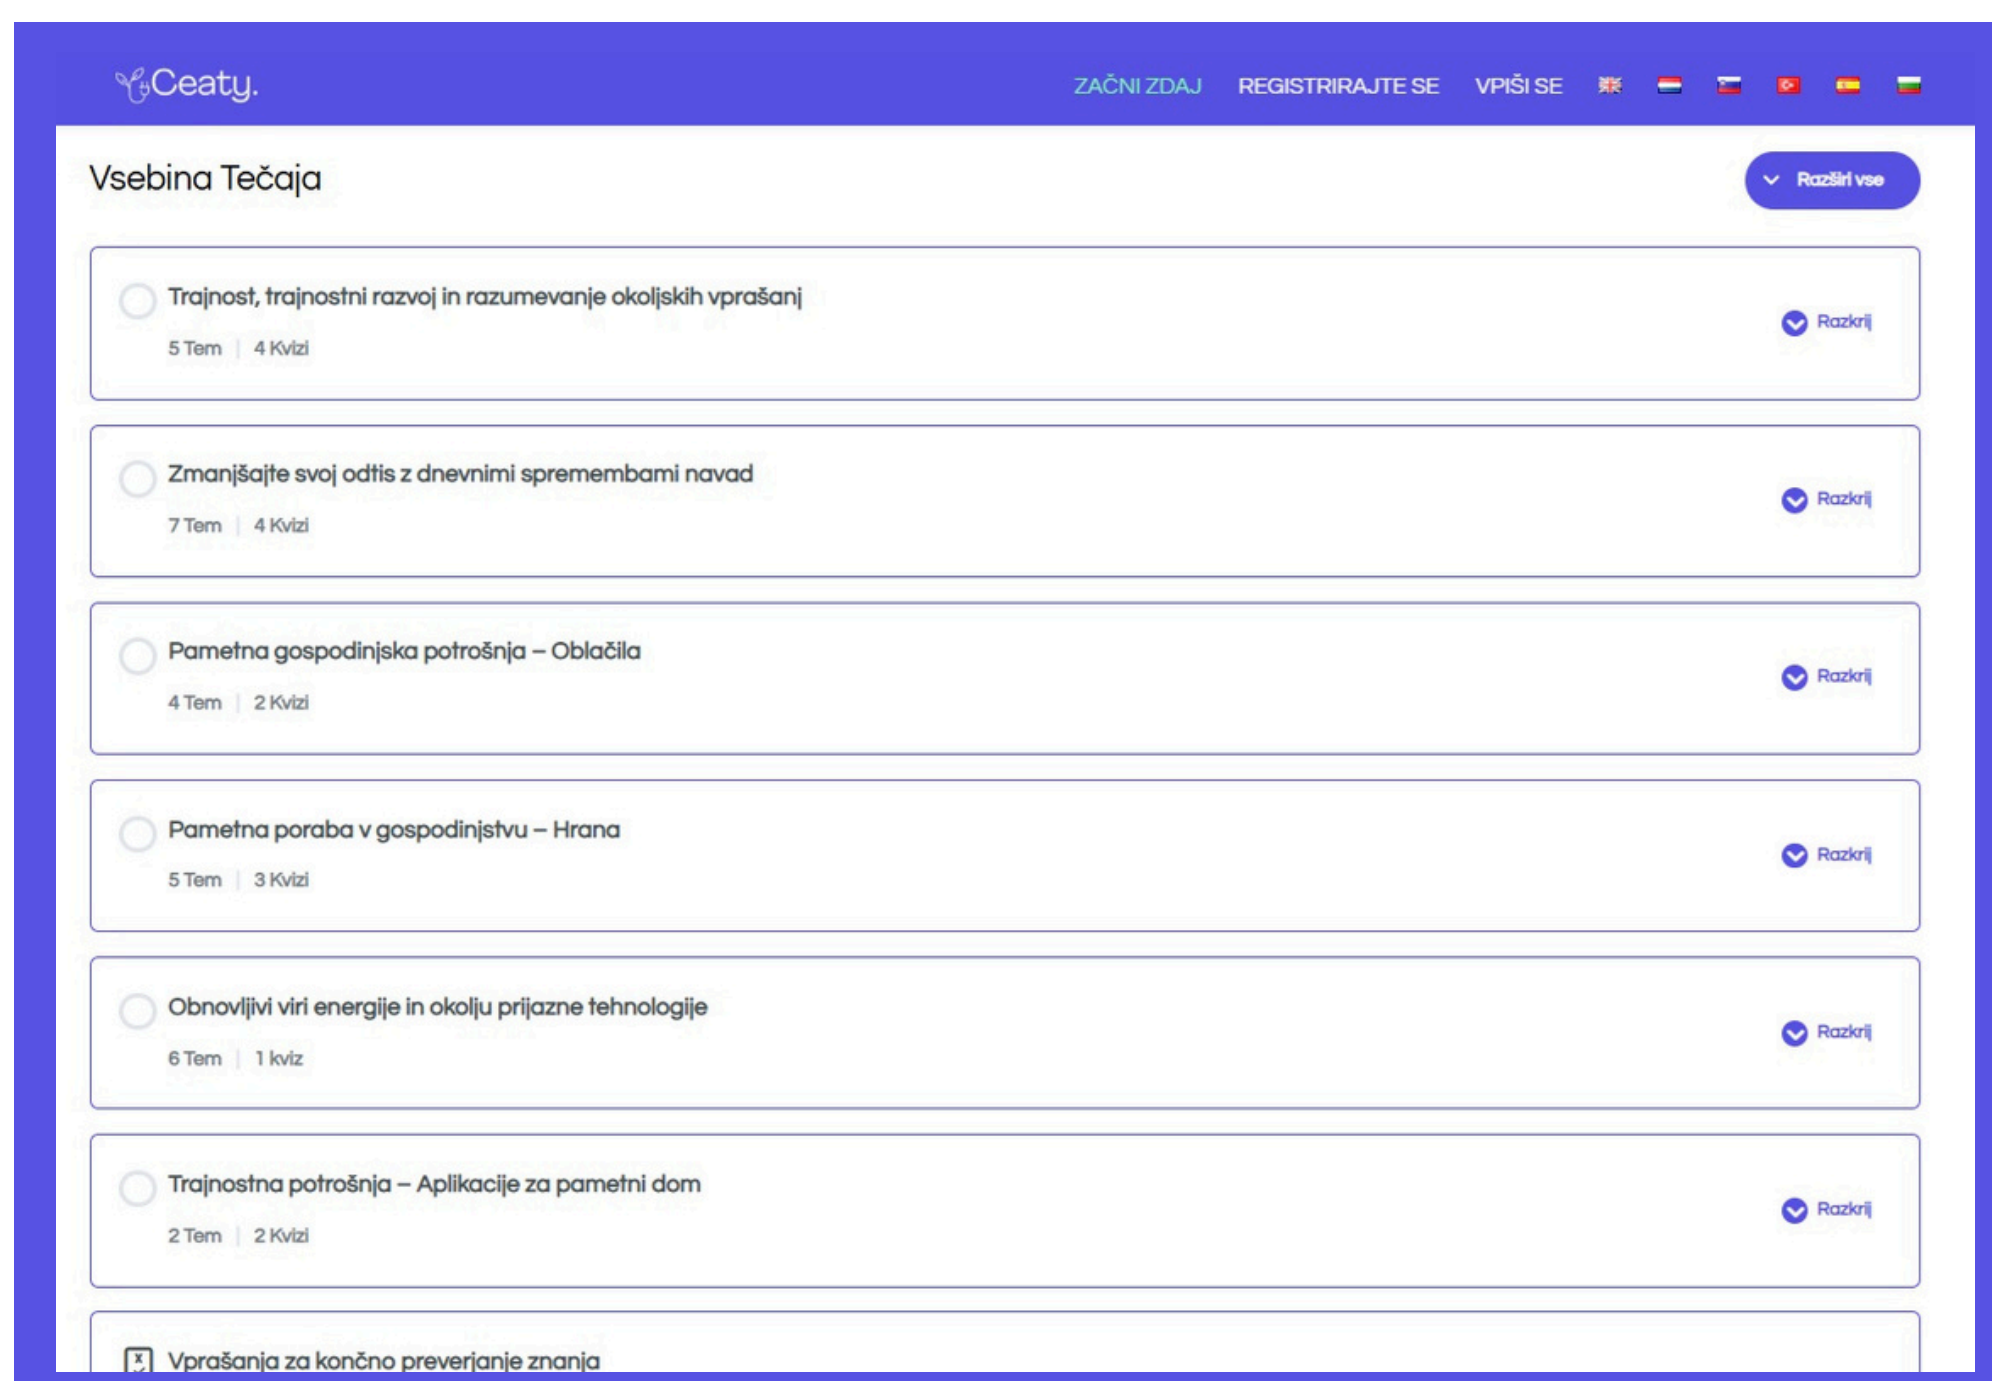 Ceaty.
ZAČNI ZDAJ REGISTRIRAJTE SE VPIŠI SE
Vsebina Tečaja
Razširi vse
Trajnost, trajnostni razvoj in razumevanje okoljskih vprašanj
5 Tem | 4 Kvizi
Razkrij
Zmanjšajte svoj odtis z dnevnimi spremembami navad
7 Tem | 4 Kvizi
Razkrij
Pametna gospodinjska potrošnja – Oblačila
4 Tem | 2 Kvizi
Razkrij
Pametna poraba v gospodinjstvu – Hrana
5 Tem | 3 Kvizi
Razkrij
Obnovljivi viri energije in okolju prijazne tehnologije
6 Tem | 1 kviz
Razkrij
Trajnostna potrošnja – Aplikacije za pametni dom
2 Tem | 2 Kvizi
Razkrij
Vprašanja za končno preverjanje znanja